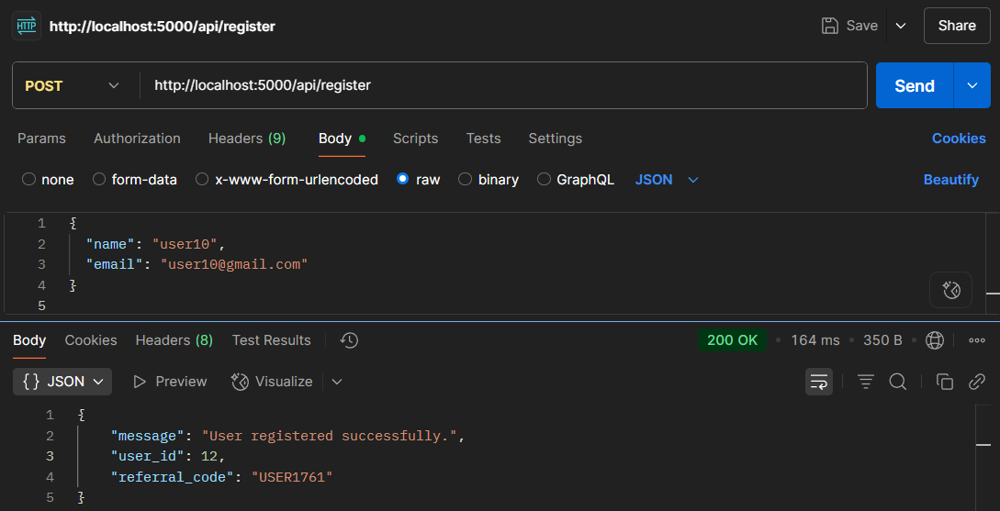 HTTP http://localhost:5000/api/register Save Share
POST http://localhost:5000/api/register Send
Params Authorization Headers (9) Body Scripts Tests Settings Cookies
none form-data x-www-form-urlencoded raw binary GraphQL JSON Beautify
1 {
2 "name": "user10",
3 "email": "user10@gmail.com"
4 }
5
Body Cookies Headers (8) Test Results 200 OK • 164 ms • 350 B •
{} JSON Preview Visualize
1 {
2 "message": "User registered successfully.",
3 "user_id": 12,
4 "referral_code": "USER1761"
5 }